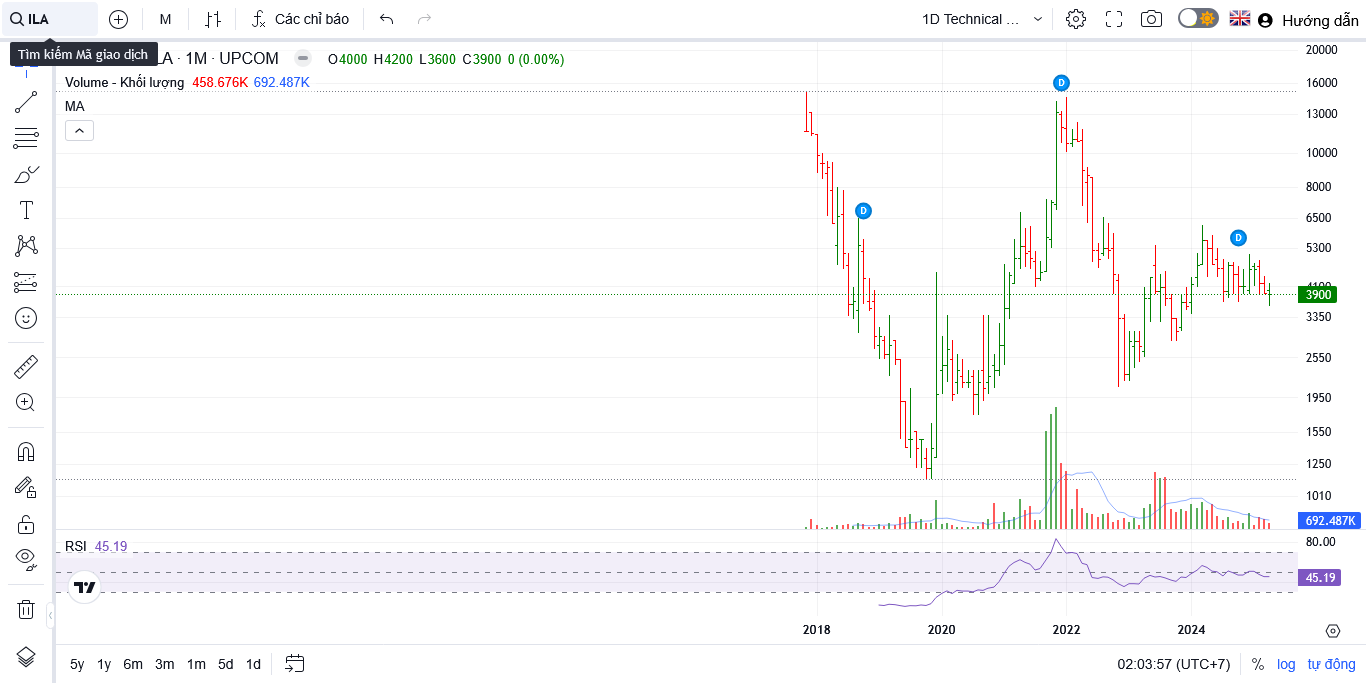 ILA
M
Các chỉ báo
1D Technical ...
Hướng dẫn
Tìm kiếm Mã giao dịch
LA · 1M · UPCOM
O4000 H4200 L3600 C3900 0 (0.00%)
Volume - Khối lượng 458.676K 692.487K
MA
D
D
D
20000
16000
13000
10000
8000
6500
5300
3900
3350
2550
1950
1550
1250
1010
692.487K
RSI 45.19
80.00
45.19
2018
2020
2022
2024
5y 1y 6m 3m 1m 5d 1d
02:03:57 (UTC+7)
%
log
tự động